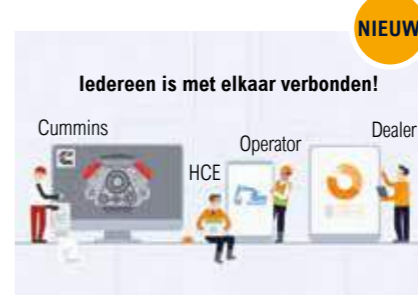 NIEUW
Iedereen is met elkaar verbonden!
Cummins
Operator
Dealer
HCE